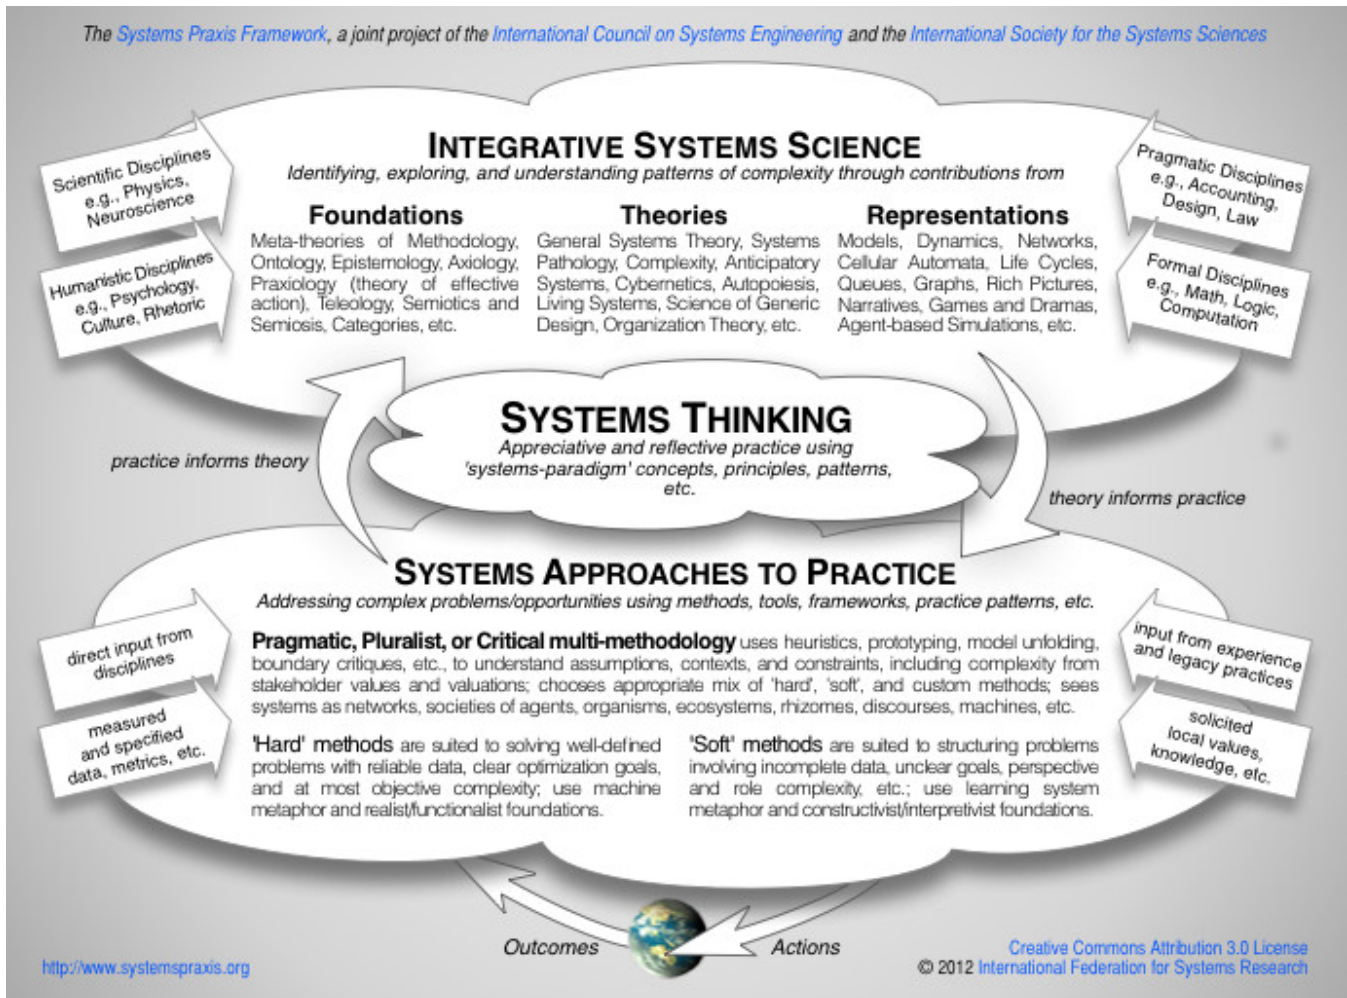 The Systems Praxis Framework, a joint project of the International Council on Systems Engineering and the International Society for the Systems Sciences
INTEGRATIVE SYSTEMS SCIENCE
Identifying, exploring, and understanding patterns of complexity through contributions from
Scientific Disciplines
e.g., Physics,
Neuroscience
Humanistic Disciplines
e.g., Psychology,
Culture, Rhetoric
Foundations
Meta-theories of Methodology,
Ontology, Epistemology, Axiology,
Praxiology (theory of effective
action), Teleology, Semiotics and
Semiosis, Categories, etc.
Theories
General Systems Theory, Systems
Pathology, Complexity, Anticipatory
Systems, Cybernetics, Autopoiesis,
Living Systems, Science of Generic
Design, Organization Theory, etc.
Representations
Models, Dynamics, Networks,
Cellular Automata, Life Cycles,
Queues, Graphs, Rich Pictures,
Narratives, Games and Dramas,
Agent-based Simulations, etc.
Pragmatic Disciplines
e.g., Accounting,
Design, Law
Formal Disciplines
e.g., Math, Logic,
Computation
SYSTEMS THINKING
Appreciative and reflective practice using
'systems-paradigm' concepts, principles, patterns,
etc.
practice informs theory
theory informs practice
SYSTEMS APPROACHES TO PRACTICE
Addressing complex problems/opportunities using methods, tools, frameworks, practice patterns, etc.
direct input from
disciplines
measured
and specified
data, metrics, etc.
Pragmatic, Pluralist, or Critical multi-methodology uses heuristics, prototyping, model unfolding,
boundary critiques, etc., to understand assumptions, contexts, and constraints, including complexity from
stakeholder values and valuations; chooses appropriate mix of 'hard', 'soft', and custom methods; sees
systems as networks, societies of agents, organisms, ecosystems, rhizomes, discourses, machines, etc.
'Hard' methods are suited to solving well-defined
problems with reliable data, clear optimization goals,
and at most objective complexity; use machine
metaphor and realist/functionalist foundations.
'Soft' methods are suited to structuring problems
involving incomplete data, unclear goals, perspective
and role complexity, etc.; use learning system
metaphor and constructivist/interpretivist foundations.
input from experience
and legacy practices
solicited
local values,
knowledge, etc.
Outcomes
Actions
http://www.systemspraxis.org
Creative Commons Attribution 3.0 License
© 2012 International Federation for Systems Research